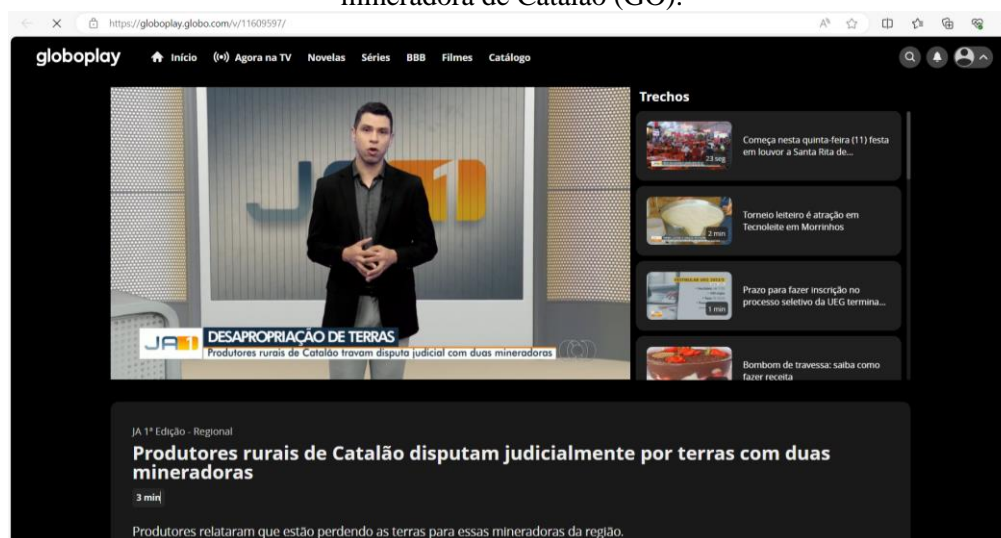 mineradora de Catalão (GO).
https://globoplay.globo.com/v/11609597/
globoplay Início Agora na TV Novelas Séries BBB Filmes Catálogo
JA1
JA1 DESAPROPRIAÇÃO DE TERRAS
Produtores rurais de Catalão travam disputa judicial com duas mineradoras
Trechos
23 seg
Começa nesta quinta-feira (11) festa
em louvor a Santa Rita de...
2 min
Torneio leiteiro é atração em
Tecnoleite em Morrinhos
1 min
Prazo para fazer inscrição no
processo seletivo da UEG termina...
Bombom de travessa: saiba como
fazer receita
JA 1ª Edição - Regional
Produtores rurais de Catalão disputam judicialmente por terras com duas
mineradoras
3 min
Produtores relataram que estão perdendo as terras para essas mineradoras da região.